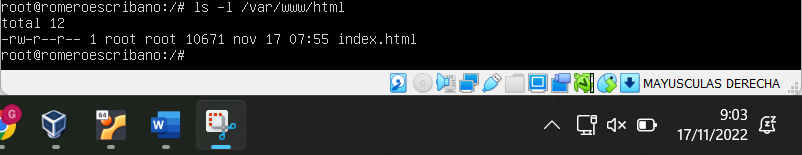 root@romeroescribano:/# ls -l /var/www/html
total 12
-rw-r--r-- 1 root root 10671 nov 17 07:55 index.html
root@romeroescribano:/#
MAYUSCULAS DERECHA
G
64
W
9:03
17/11/2022